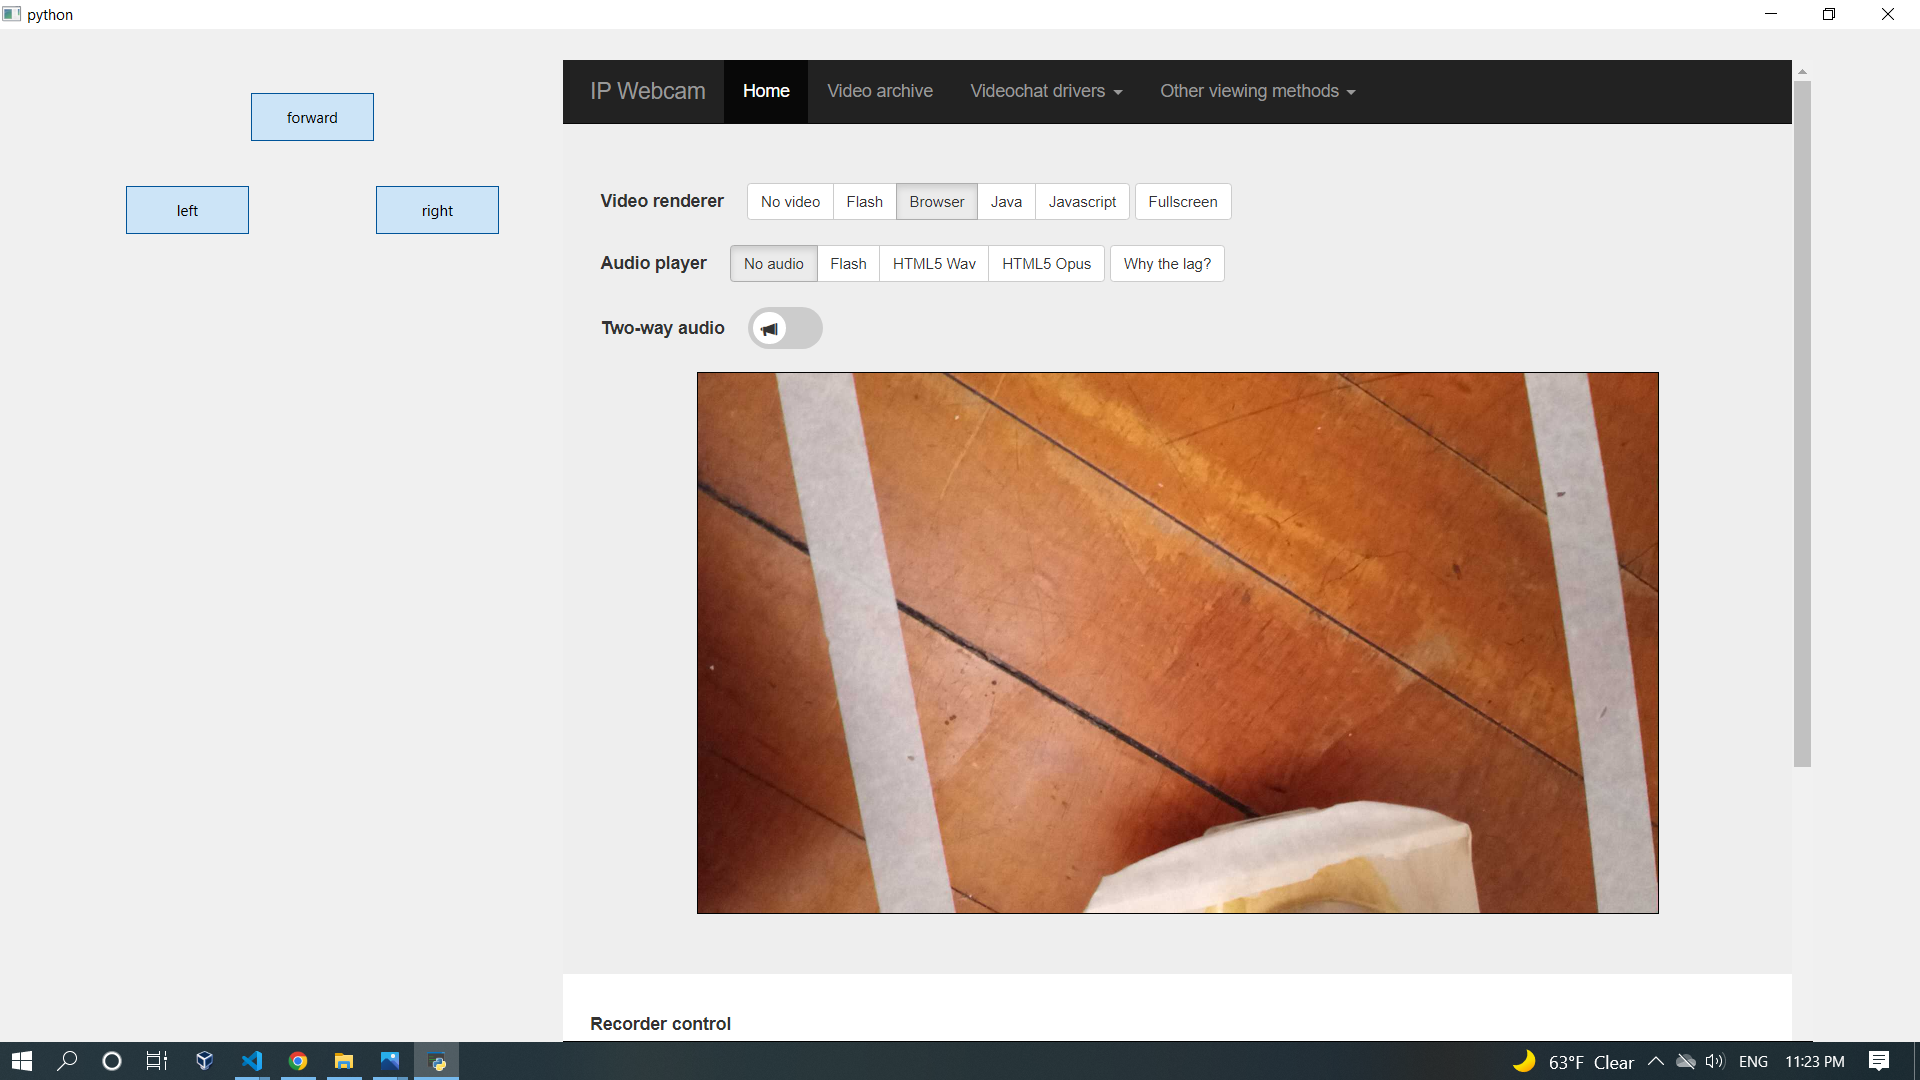 python
forward
left
right
IP Webcam Home Video archive Videochat drivers Other viewing methods
Video renderer No video Flash Browser Java Javascript Fullscreen
Audio player No audio Flash HTML5 Wav HTML5 Opus Why the lag?
Two-way audio
Recorder control
63°F Clear ENG 11:23 PM